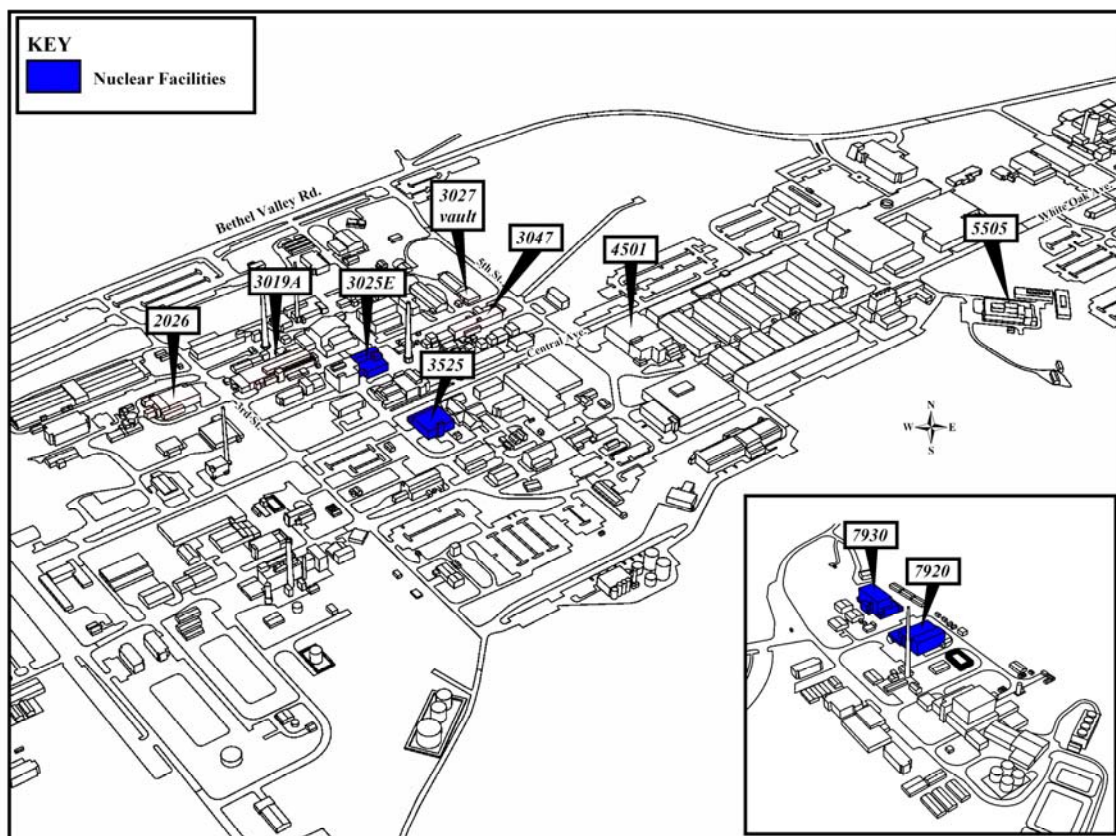 KEY
Nuclear Facilities
Bethel Valley Rd.
3027
vault
3047
5th St.
4501
White Oak Ave.
5505
3019A
3025E
2026
Central Ave.
3525
3rd St.
N
W
E
S
7930
7920